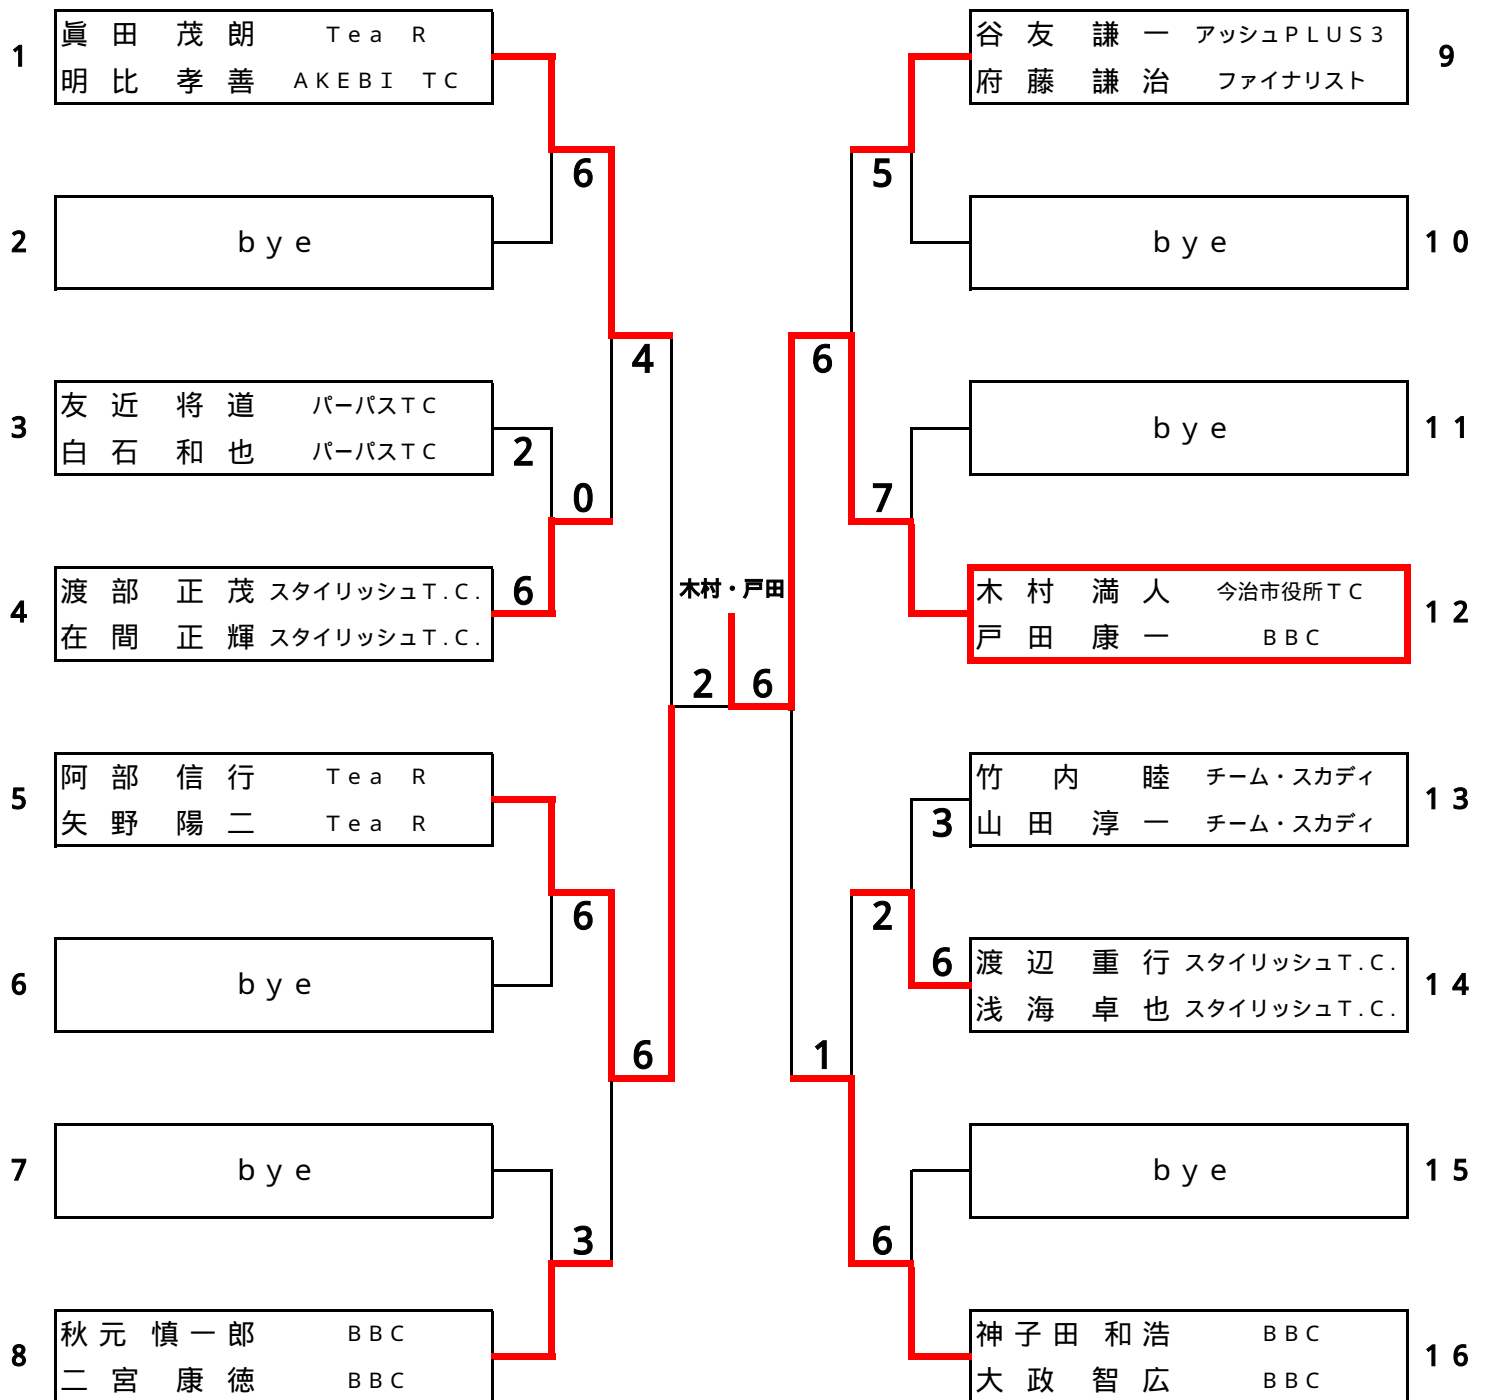 1 眞田 茂朗 Tea R
明比 孝善 AKEBI TC
6
2 bye
4
3 友近 将道 パーパスTC
白石 和也 パーパスTC
2
0
4 渡部 正茂 スタイリッシュT.C.
在間 正輝 スタイリッシュT.C.
6
5 阿部 信行 Tea R
矢野 陽二 Tea R
6
6 bye
6
7 bye
3
8 秋元 慎一郎 BBC
二宮 康徳 BBC
木村・戸田
2 6
谷友 謙一 アッシュPLUS3 9
府藤 謙治 ファイナリスト
5
bye 10
6
bye 11
7
木村 満人 今治市役所TC 12
戸田 康一 BBC
竹内 睦 チーム・スカディ 13
山田 淳一 チーム・スカディ
3
2
6
渡辺 重行 スタイリッシュT.C. 14
浅海 卓也 スタイリッシュT.C.
1
bye 15
6
神子田 和浩 BBC 16
大政 智広 BBC